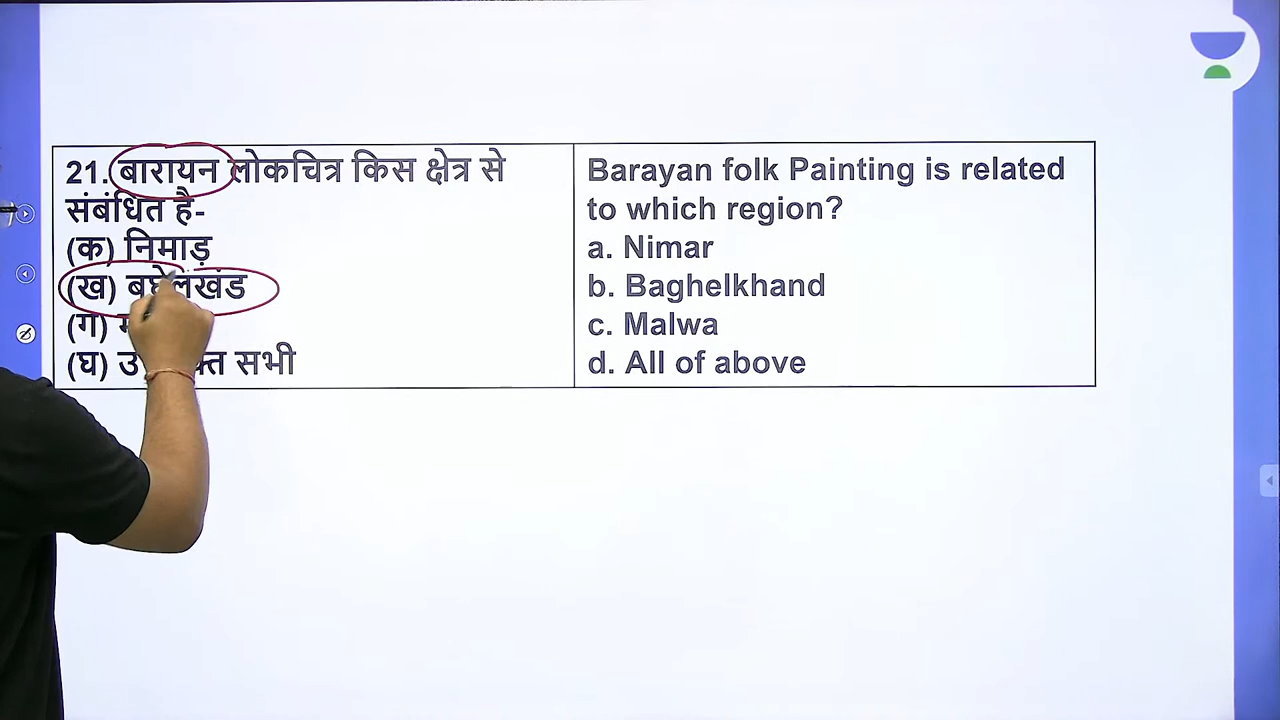 21. बारायन लोकचित्र किस क्षेत्र से
संबंधित है-
(क) निमाड़
(ख) बघेलखंड
(ग)
(घ) सभी
Barayan folk Painting is related
to which region?
a. Nimar
b. Baghelkhand
c. Malwa
d. All of above